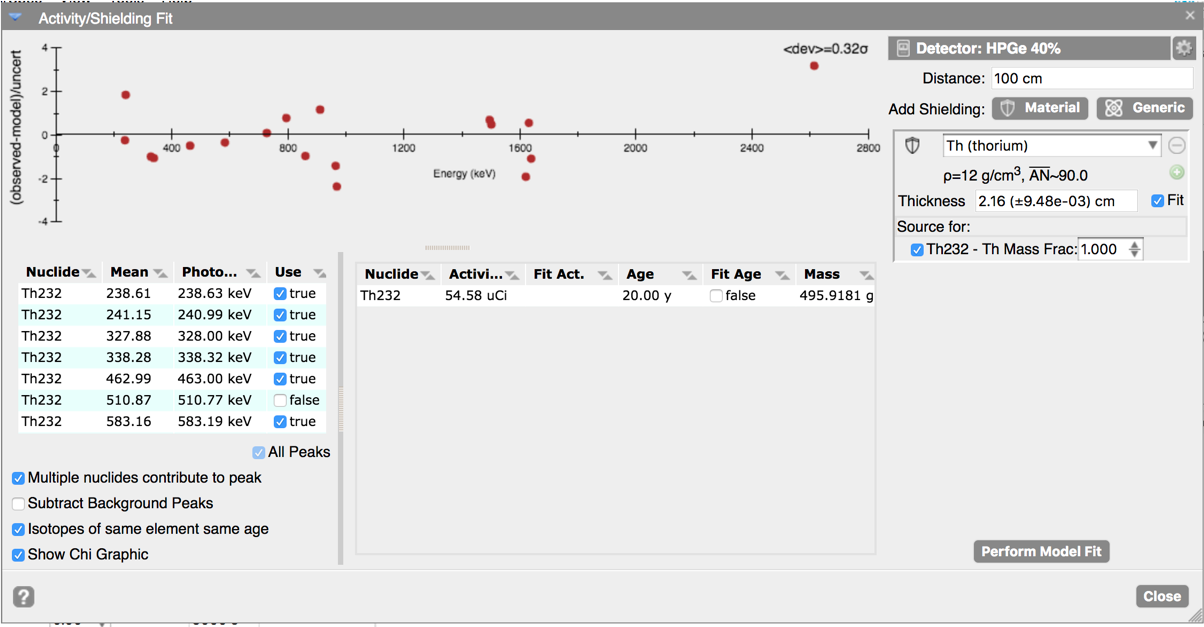 Activity/Shielding Fit
×
(observed-model)/uncert
4
2
0
-2
-4
0
400
800
1200
1600
2000
2400
2800
Energy (keV)
<dev>=0.32σ
Detector: HPGe 40%
Distance: 100 cm
Add Shielding: Material Generic
Th (thorium)
ρ=12 g/cm3, AN~90.0
Thickness 2.16 (±9.48e-03) cm Fit
Source for:
Th232 - Th Mass Frac: 1.000
Nuclide Mean Photo... Use
Th232 238.61 238.63 keV true
Th232 241.15 240.99 keV true
Th232 327.88 328.00 keV true
Th232 338.28 338.32 keV true
Th232 462.99 463.00 keV true
Th232 510.87 510.77 keV false
Th232 583.16 583.19 keV true
All Peaks
Multiple nuclides contribute to peak
Subtract Background Peaks
Isotopes of same element same age
Show Chi Graphic
Nuclide Activi... Fit Act. Age Fit Age Mass
Th232 54.58 uCi 20.00 y false 495.9181 g
Perform Model Fit
?
Close